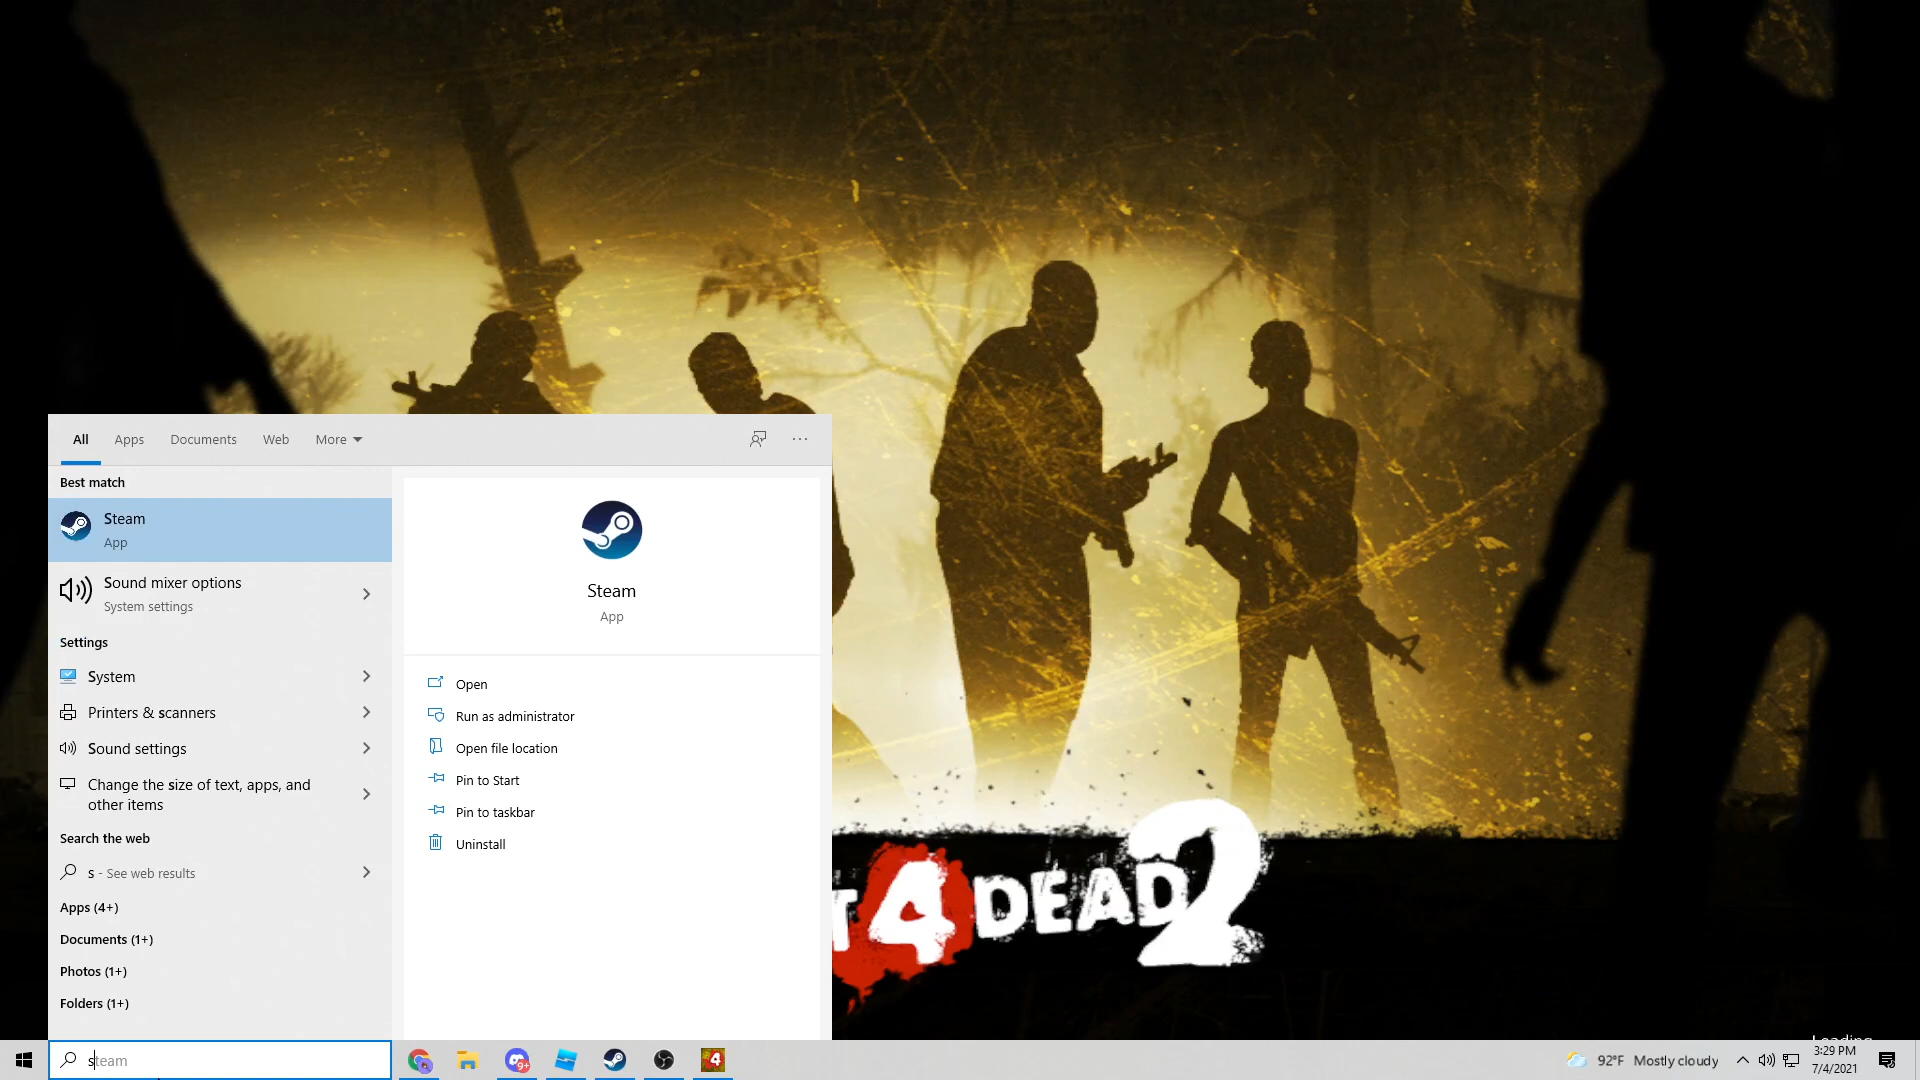 All
Apps
Documents
Web
More
Best match
Steam
App
Sound mixer options
System settings
Settings
System
Printers & scanners
Sound settings
Change the size of text, apps, and
other items
Search the web
s - See web results
Apps (4+)
Documents (1+)
Photos (1+)
Folders (1+)
Steam
App
Open
Run as administrator
Open file location
Pin to Start
Pin to taskbar
Uninstall
T 4 DEAD 2
Loading
steam
9+
4
92°F Mostly cloudy
3:29 PM
7/4/2021